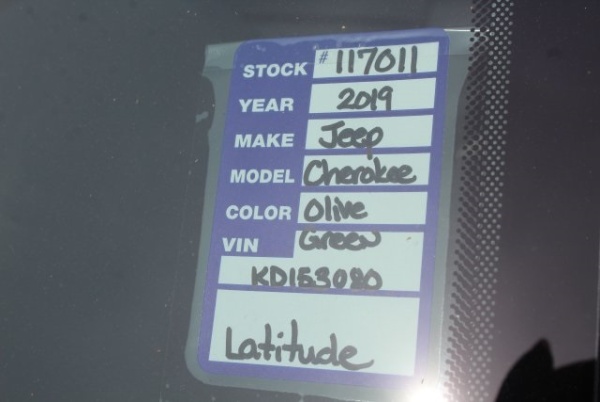 STOCK # 117011
YEAR 2019
MAKE Jeep
MODEL Cherokee
COLOR Olive
VIN Green
KD153080
Latitude